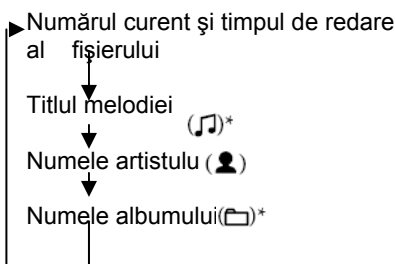 Numărul curent şi timpul de redare
al fişierului
Titlul melodiei
(♫)*
Numele artistulu (👤)
Numele albumului(🗀)*